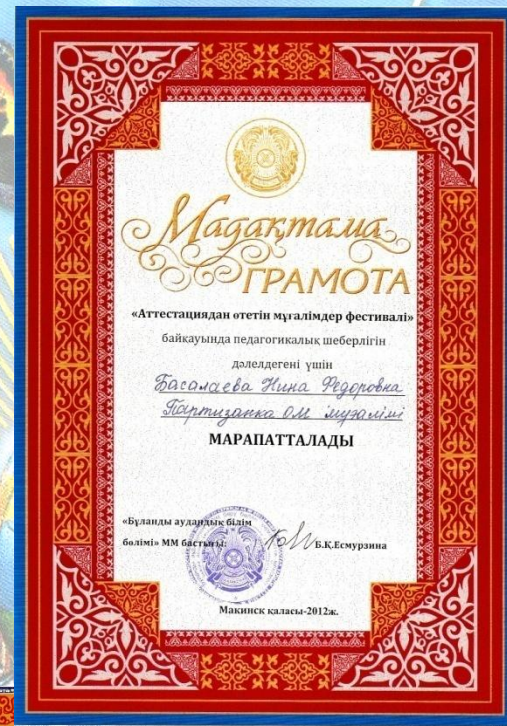 Мадақтама
ГРАМОТА
«Аттестациядан өтетін мұғалімдер фестивалі»
байқауында педагогикалық шеберлігін
дәлелдегені үшін
Басалаева Нина Федоровна
Партизанка ОМ мұғалімі
МАРАПАТТАЛАДЫ
«Бұланды аудандық білім
бөлімі» ММ бастығы: Б.Қ.Есмурзина
Макинск қаласы-2012ж.